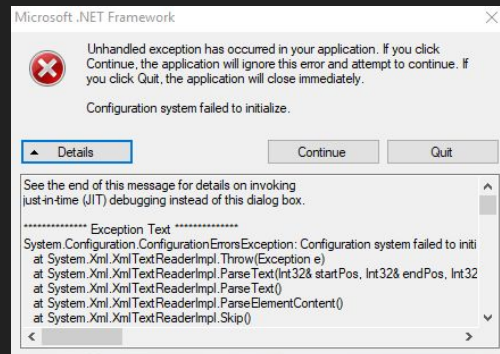 Microsoft .NET Framework
Unhandled exception has occurred in your application. If you click
Continue, the application will ignore this error and attempt to continue. If
you click Quit, the application will close immediately.
Configuration system failed to initialize.
Details
Continue
Quit
See the end of this message for details on invoking
just-in-time (JIT) debugging instead of this dialog box.
************** Exception Text **************
System.Configuration.ConfigurationErrorsException: Configuration system failed to initi
at System.Xml.XmlTextReaderImpl.Throw(Exception e)
at System.Xml.XmlTextReaderImpl.ParseText(Int32& startPos, Int32& endPos, Int32
at System.Xml.XmlTextReaderImpl.ParseText()
at System.Xml.XmlTextReaderImpl.ParseElementContent()
at System.Xml.XmlTextReaderImpl.Skip()